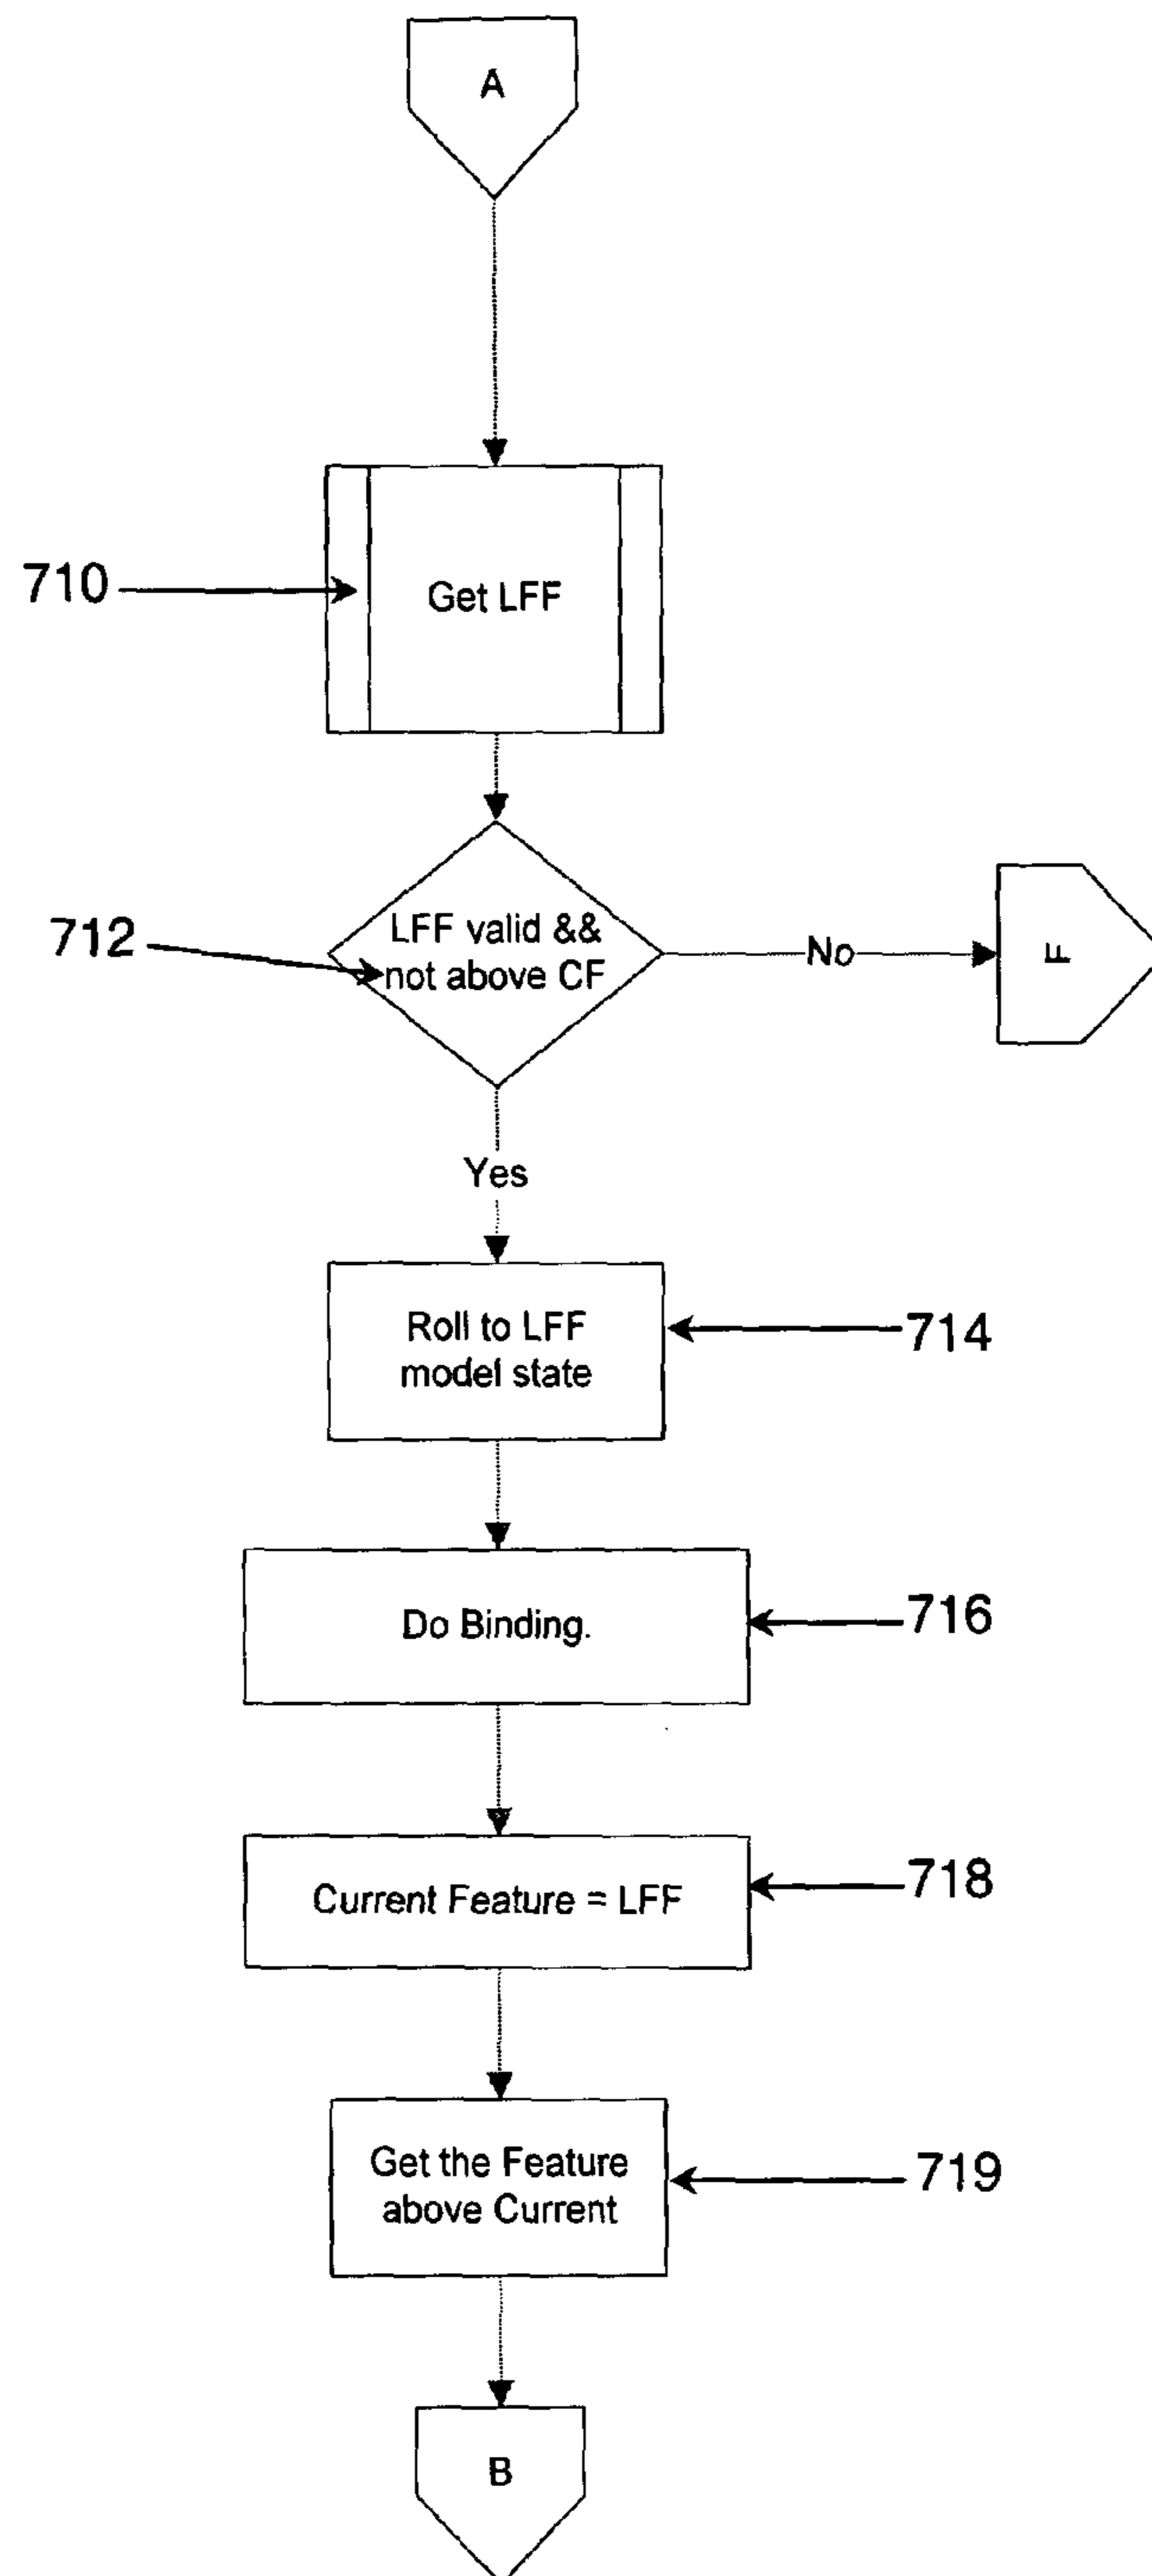 A
710
Get LFF
712
LFF valid &&
not above CF
No
F
Yes
Roll to LFF
model state
714
Do Binding.
716
Current Feature = LFF
718
Get the Feature
above Current
719
B